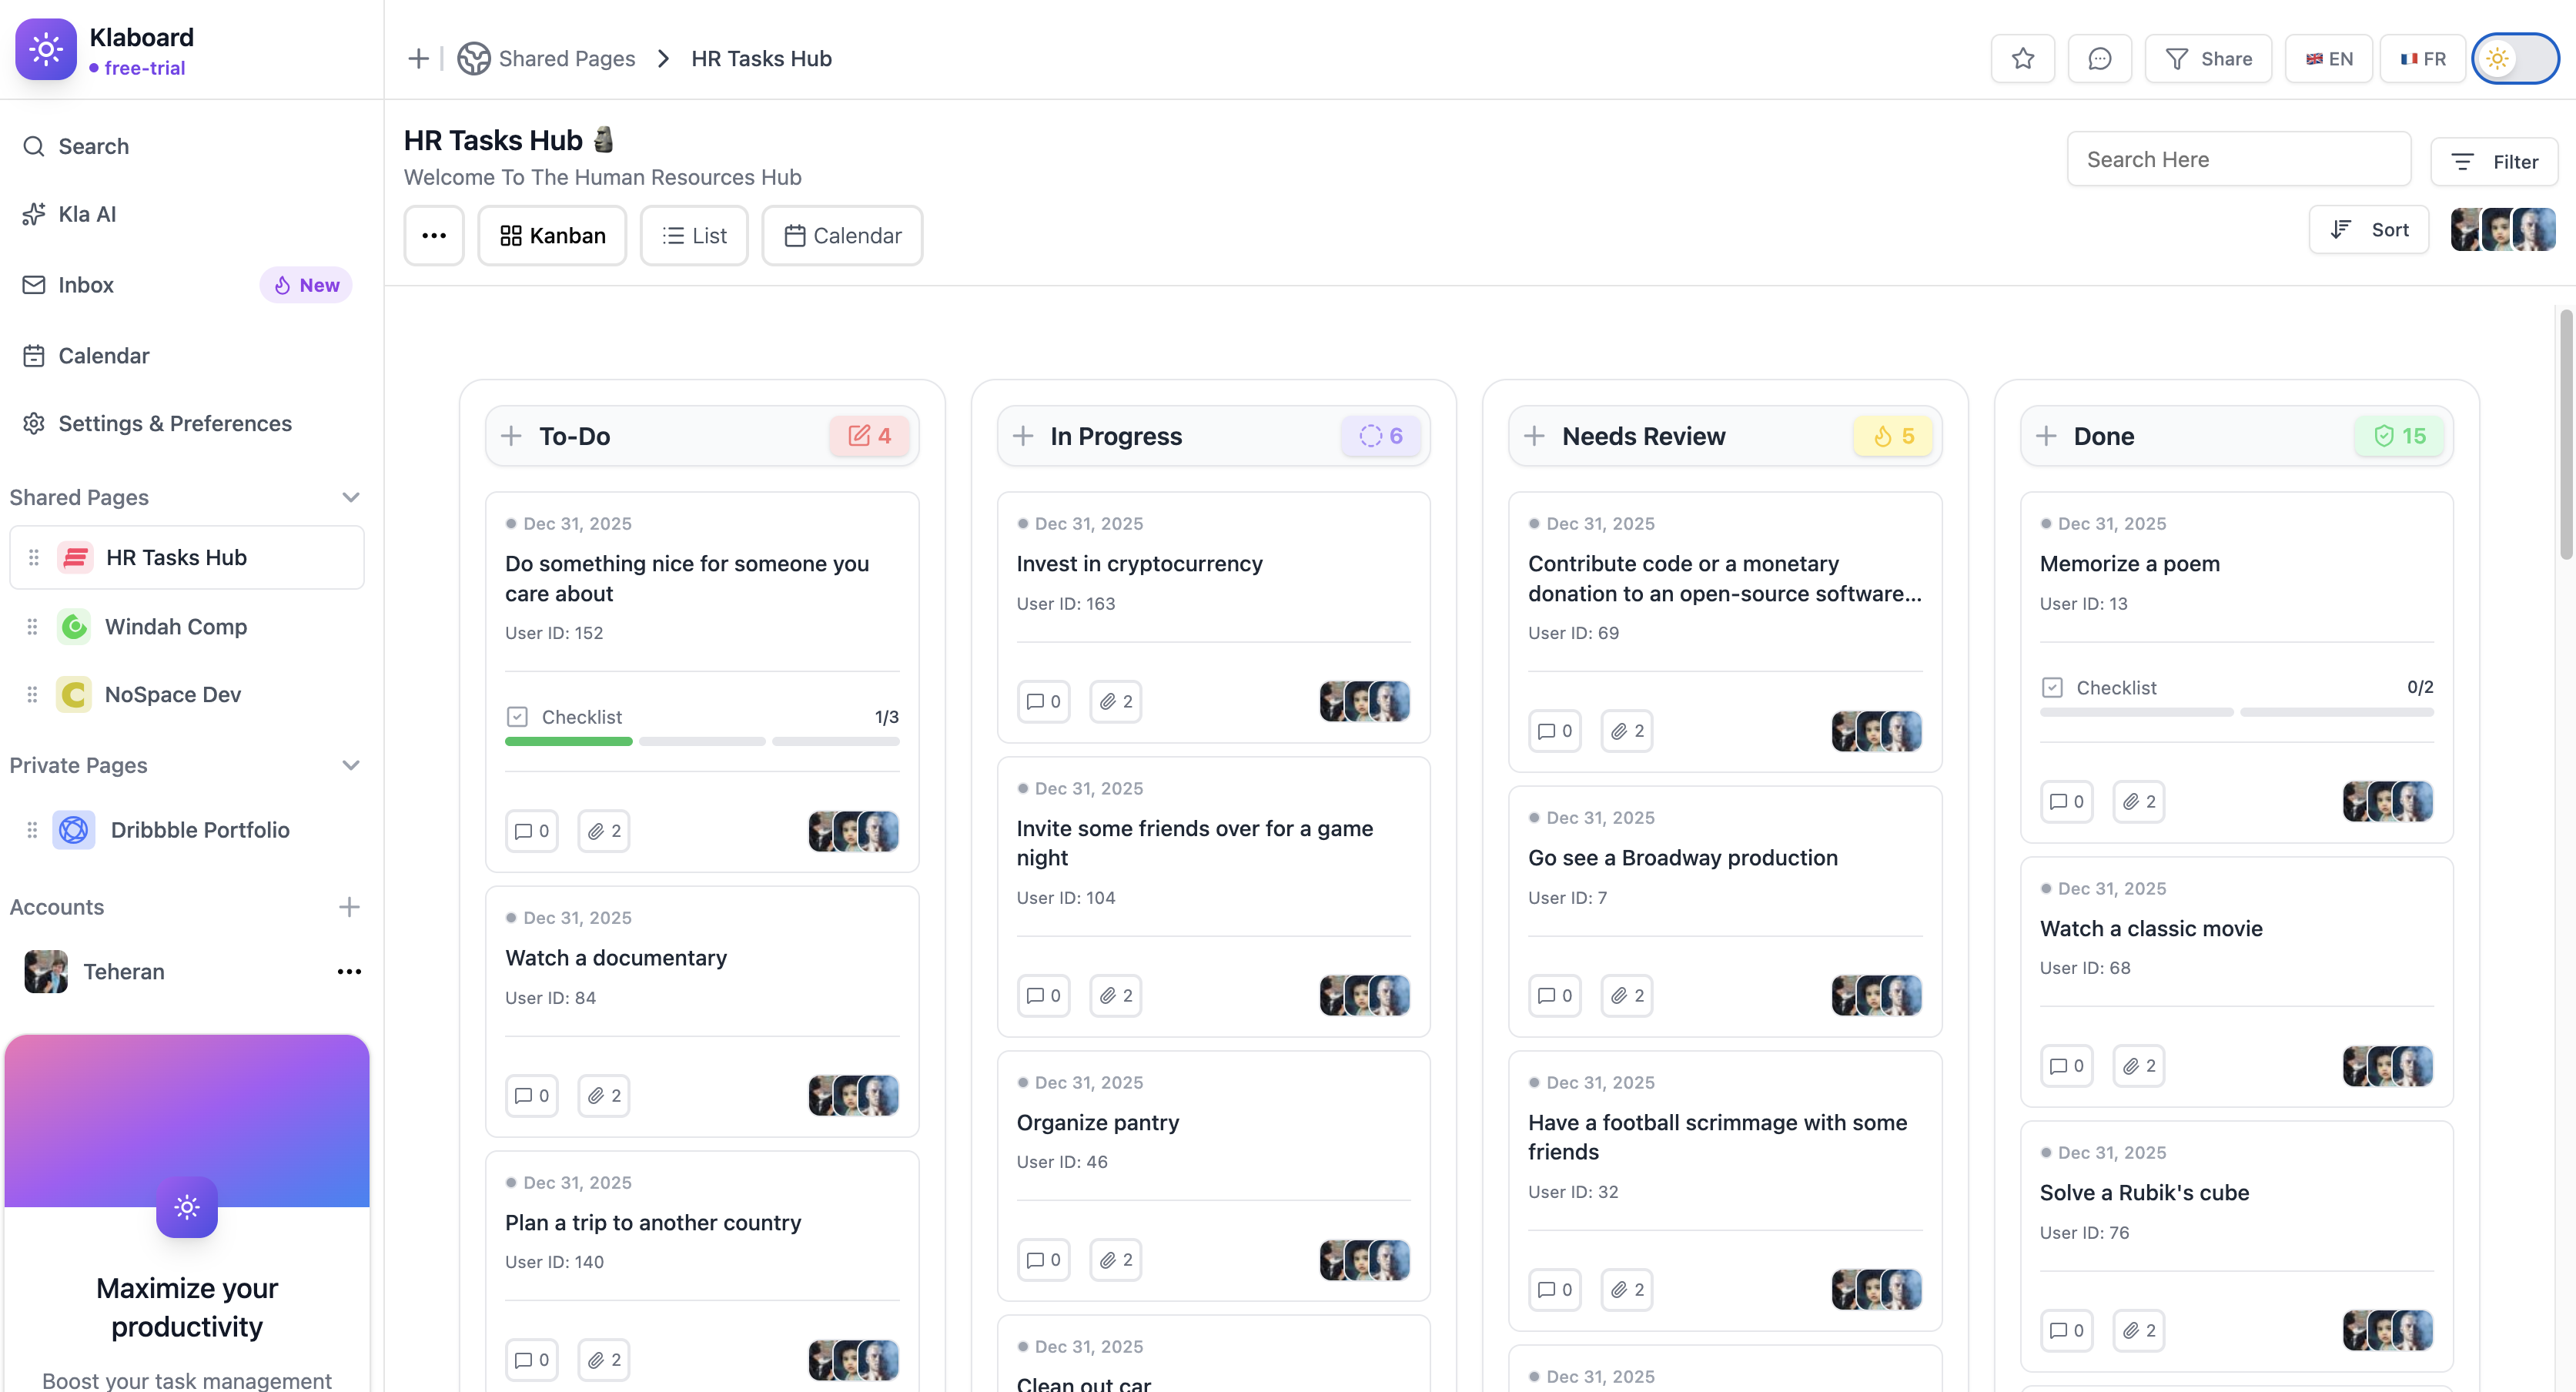 Klaboard
free-trial
Search
Kla AI
Inbox
New
Calendar
Settings & Preferences
Shared Pages
HR Tasks Hub
Windah Comp
NoSpace Dev
Private Pages
Dribbble Portfolio
Accounts
Teheran
Maximize your
productivity
Boost your task management
Shared Pages
HR Tasks Hub
Share
EN
FR
HR Tasks Hub
Welcome To The Human Resources Hub
Kanban
List
Calendar
Search Here
Filter
Sort
To-Do
4
Dec 31, 2025
Do something nice for someone you
care about
User ID: 152
Checklist
1/3
0
2
Dec 31, 2025
Watch a documentary
User ID: 84
0
2
Dec 31, 2025
Plan a trip to another country
User ID: 140
0
2
In Progress
6
Dec 31, 2025
Invest in cryptocurrency
User ID: 163
0
2
Dec 31, 2025
Invite some friends over for a game
night
User ID: 104
0
2
Dec 31, 2025
Organize pantry
User ID: 46
0
2
Dec 31, 2025
Clean out car
Needs Review
5
Dec 31, 2025
Contribute code or a monetary
donation to an open-source software...
User ID: 69
0
2
Dec 31, 2025
Go see a Broadway production
User ID: 7
0
2
Dec 31, 2025
Have a football scrimmage with some
friends
User ID: 32
0
2
Dec 31, 2025
Done
15
Dec 31, 2025
Memorize a poem
User ID: 13
Checklist
0/2
0
2
Dec 31, 2025
Watch a classic movie
User ID: 68
0
2
Dec 31, 2025
Solve a Rubik's cube
User ID: 76
0
2